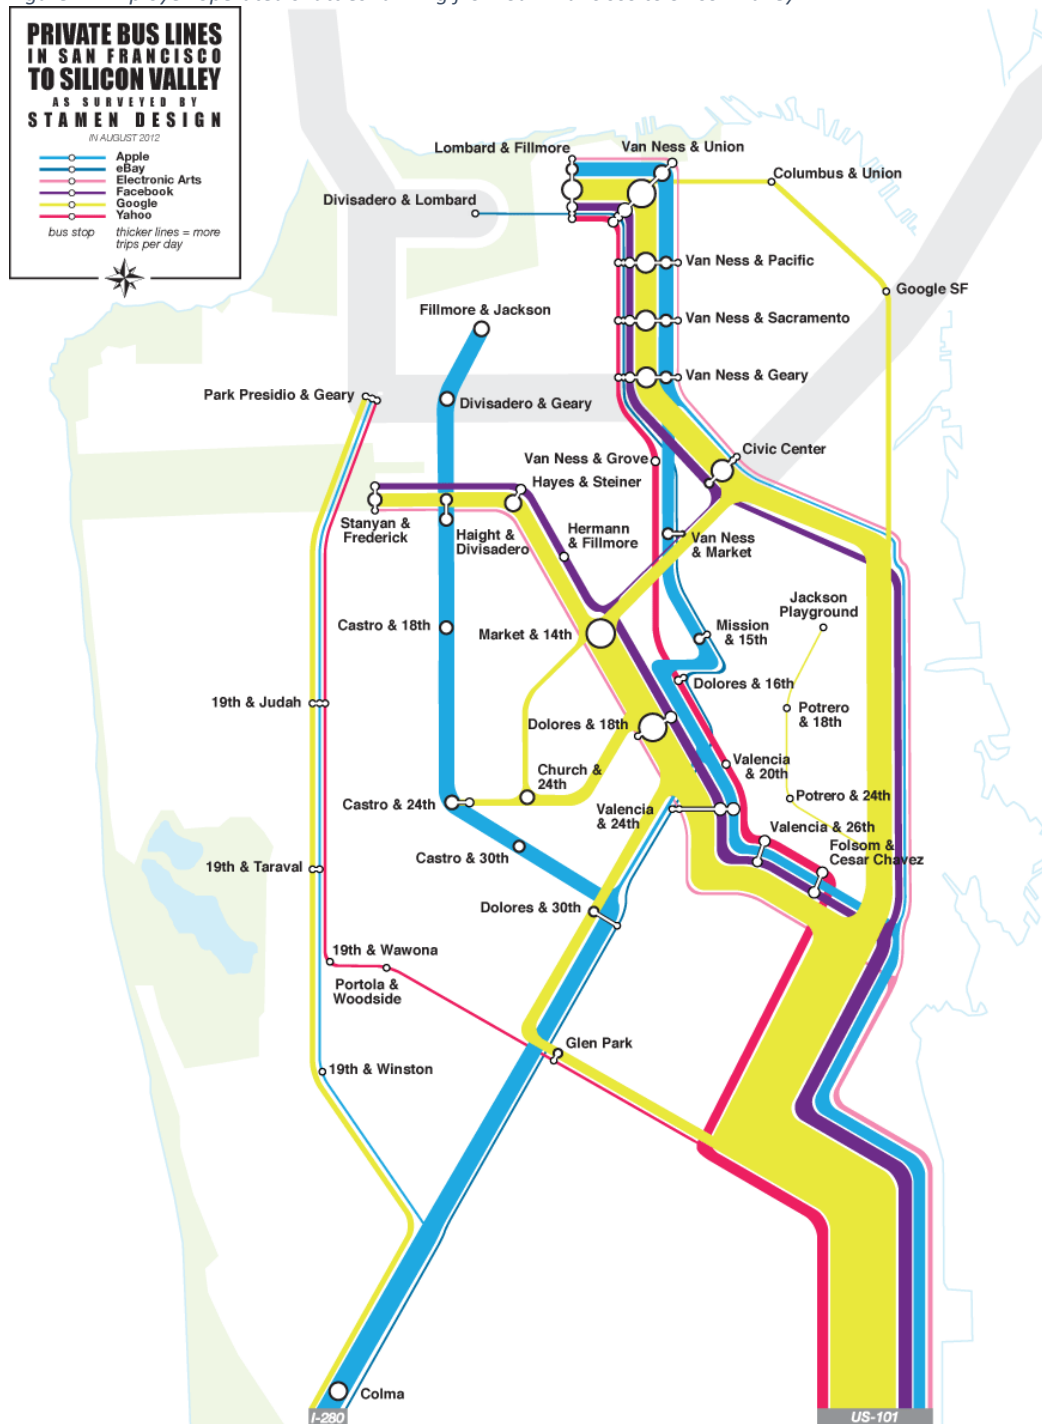 PRIVATE BUS LINES
IN SAN FRANCISCO
TO SILICON VALLEY
AS SURVEYED BY
STAMEN DESIGN
IN AUGUST 2012
Apple
eBay
Electronic Arts
Facebook
Google
Yahoo
bus stop
thicker lines = more
trips per day
Lombard & Fillmore
Van Ness & Union
Columbus & Union
Divisadero & Lombard
Van Ness & Pacific
Google SF
Fillmore & Jackson
Van Ness & Sacramento
Van Ness & Geary
Park Presidio & Geary
Divisadero & Geary
Civic Center
Van Ness & Grove
Hayes & Steiner
Stanyan &
Frederick
Haight &
Divisadero
Hermann
& Fillmore
Van Ness
& Market
Jackson
Playground
Castro & 18th
Market & 14th
Mission
& 15th
Dolores & 16th
19th & Judah
Potrero
& 18th
Dolores & 18th
Valencia
& 20th
Church &
24th
Castro & 24th
Potrero & 24th
Valencia
& 24th
Valencia & 26th
Folsom &
Cesar Chavez
Castro & 30th
19th & Taraval
Dolores & 30th
19th & Wawona
Portola &
Woodside
Glen Park
19th & Winston
Colma
I-280
US-101